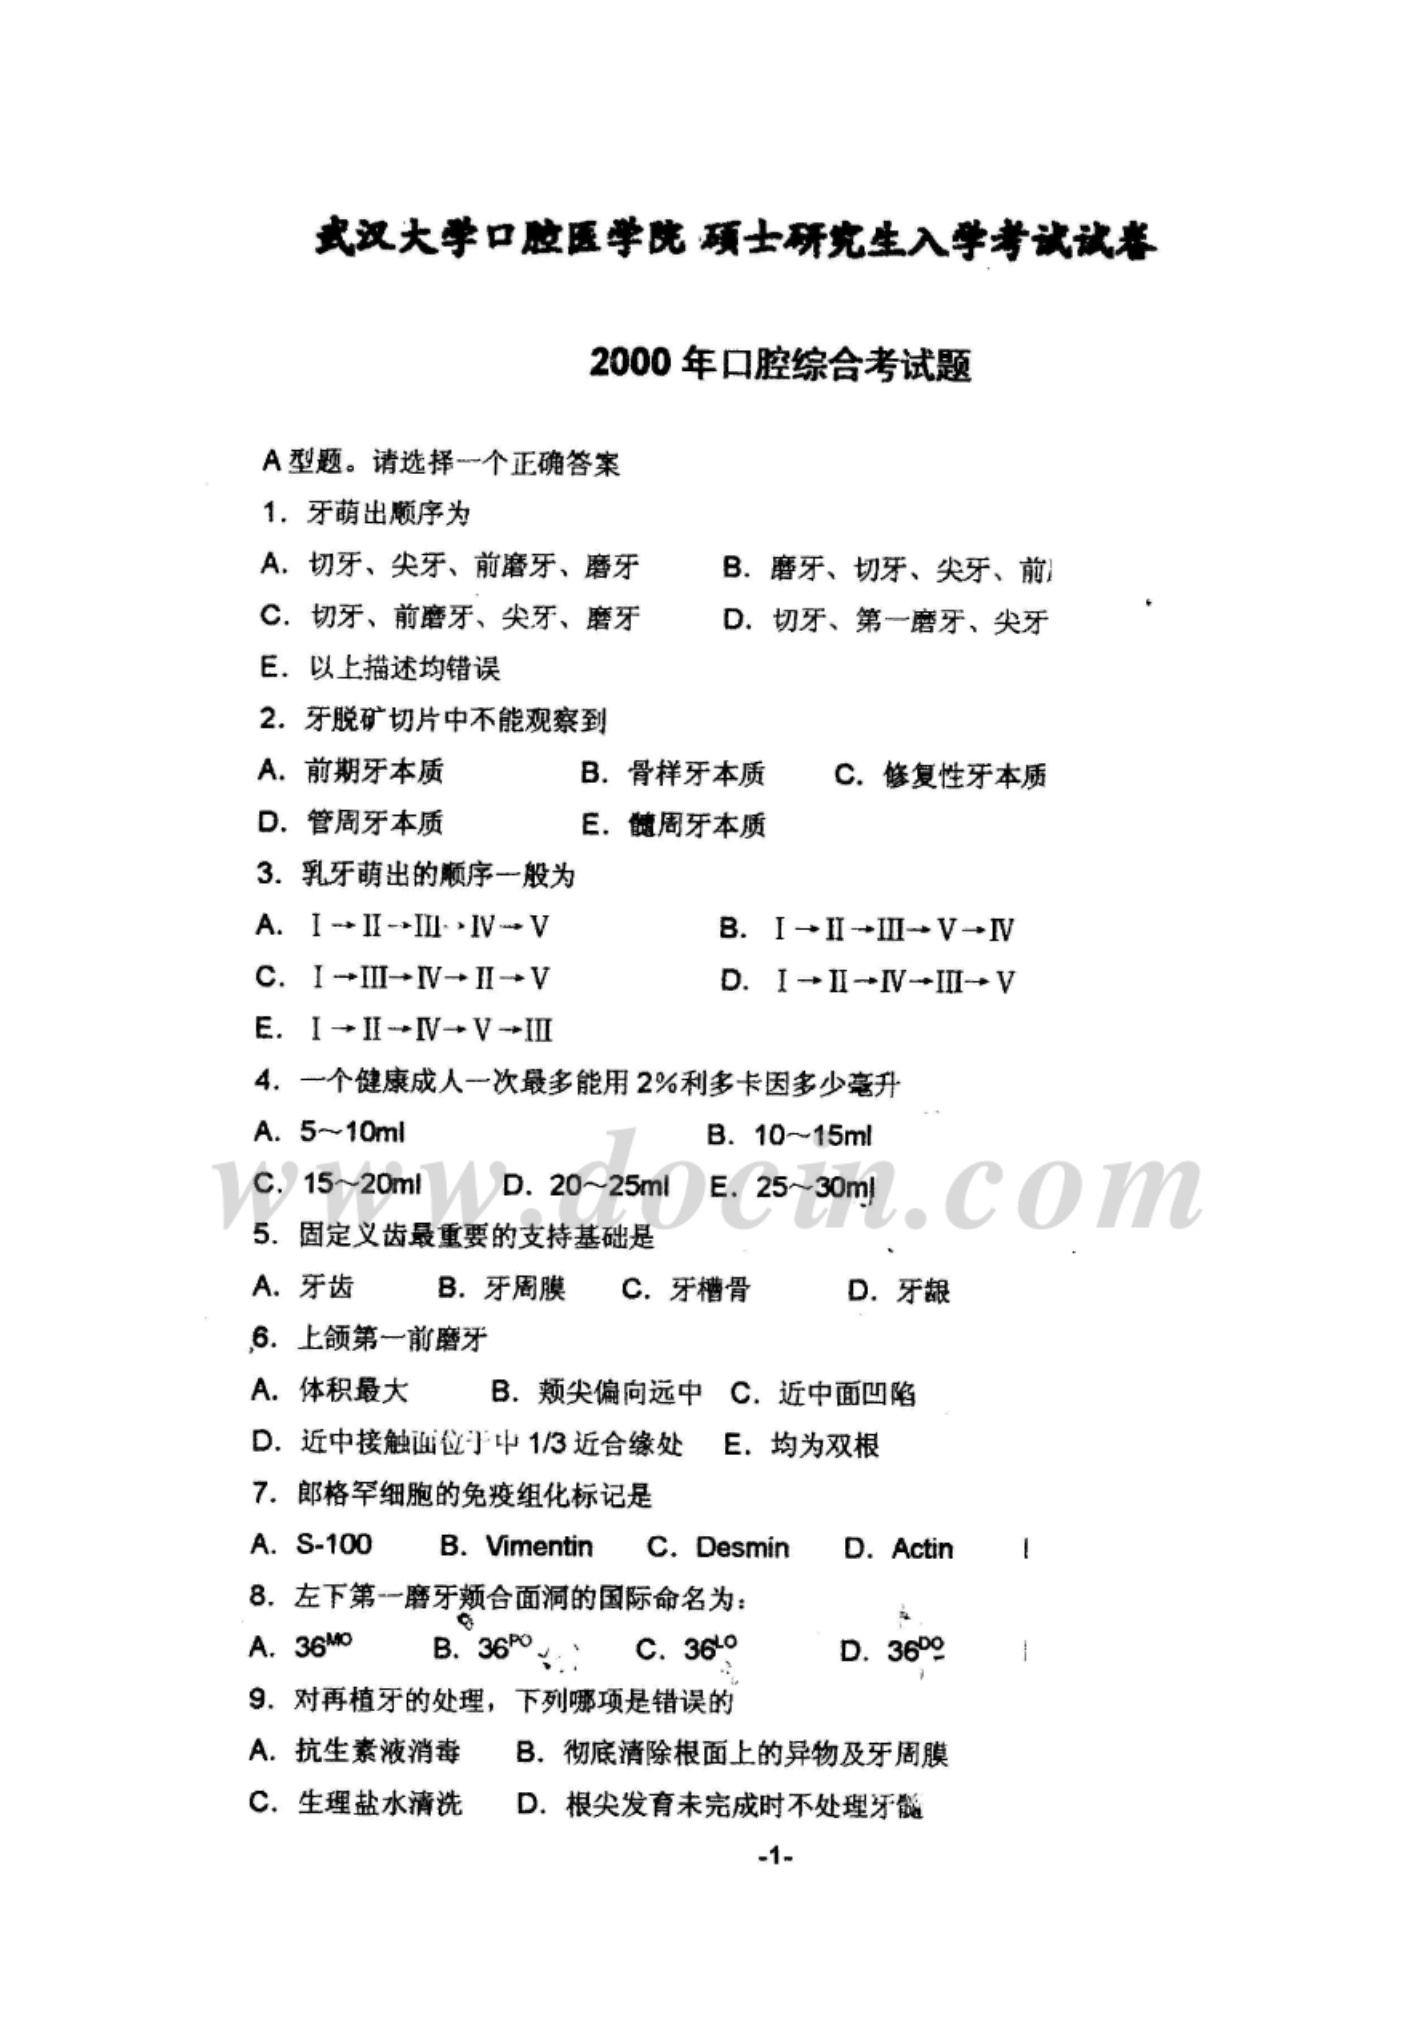 武汉大学口腔医学院 硕士研究生入学考试试卷
2000 年口腔综合考试题
A 型题。请选择一个正确答案
1. 牙萌出顺序为
A. 切牙、尖牙、前磨牙、磨牙 B. 磨牙、切牙、尖牙、前
C. 切牙、前磨牙、尖牙、磨牙 D. 切牙、第一磨牙、尖牙
E. 以上描述均错误
2. 牙脱矿切片中不能观察到
A. 前期牙本质 B. 骨样牙本质 C. 修复性牙本质
D. 管周牙本质 E. 髓周牙本质
3. 乳牙萌出的顺序一般为
A. Ⅰ→Ⅱ→Ⅲ→Ⅳ→Ⅴ B. Ⅰ→Ⅱ→Ⅲ→Ⅴ→Ⅳ
C. Ⅰ→Ⅲ→Ⅳ→Ⅱ→Ⅴ D. Ⅰ→Ⅱ→Ⅳ→Ⅲ→Ⅴ
E. Ⅰ→Ⅱ→Ⅳ→Ⅴ→Ⅲ
4. 一个健康成人一次最多能用 2%利多卡因多少毫升
A. 5～10ml B. 10～15ml
C. 15～20ml D. 20～25ml E. 25～30ml
www.docin.com
5. 固定义齿最重要的支持基础是
A. 牙齿 B. 牙周膜 C. 牙槽骨 D. 牙龈
6. 上颌第一前磨牙
A. 体积最大 B. 颊尖偏向远中 C. 近中面凹陷
D. 近中接触面位于中 1/3 近合缘处 E. 均为双根
7. 郎格罕细胞的免疫组化标记是
A. S-100 B. Vimentin C. Desmin D. Actin
8. 左下第一磨牙颊合面洞的国际命名为:
A. 36ᴹᴼ B. 36ᴾᴼ C. 36ᴸᴼ D. 36ᴰᴼ
9. 对再植牙的处理，下列哪项是错误的
A. 抗生素液消毒 B. 彻底清除根面上的异物及牙周膜
C. 生理盐水清洗 D. 根尖发育未完成时不处理牙髓
-1-